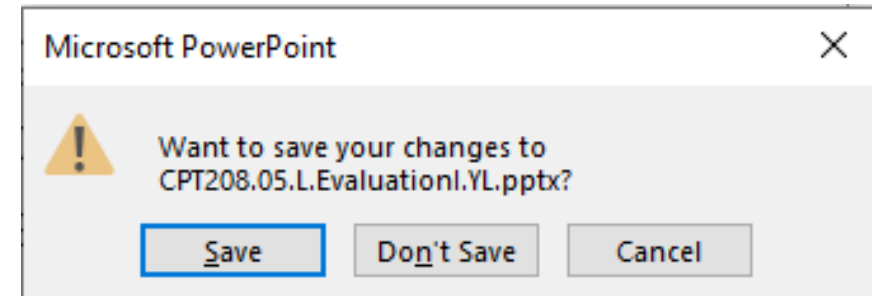 Microsoft PowerPoint
Want to save your changes to
CPT208.05.L.EvaluationI.YL.pptx?
Save
Don't Save
Cancel